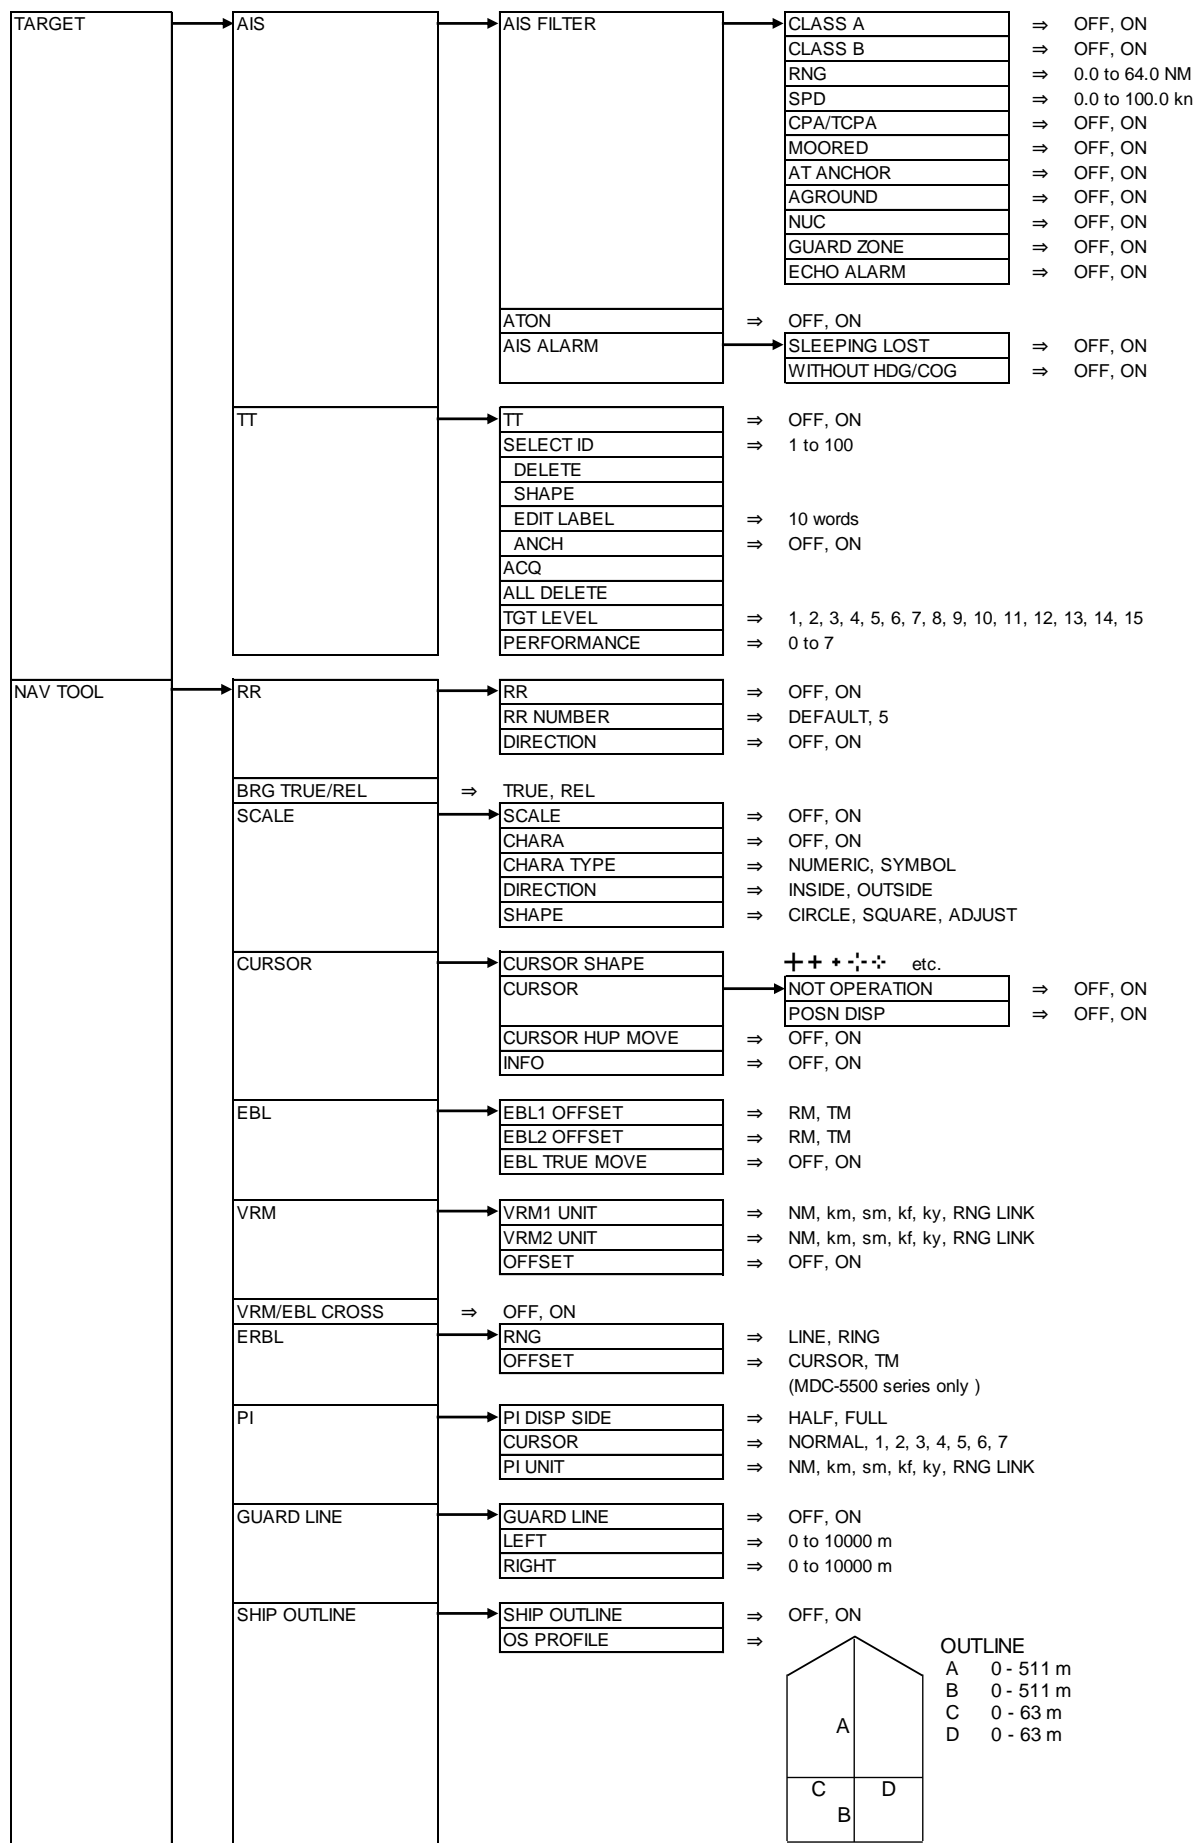 TARGET AIS AIS FILTER CLASS A ⇒ OFF, ON
CLASS B ⇒ OFF, ON
RNG ⇒ 0.0 to 64.0 NM
SPD ⇒ 0.0 to 100.0 kn
CPA/TCPA ⇒ OFF, ON
MOORED ⇒ OFF, ON
AT ANCHOR ⇒ OFF, ON
AGROUND ⇒ OFF, ON
NUC ⇒ OFF, ON
GUARD ZONE ⇒ OFF, ON
ECHO ALARM ⇒ OFF, ON
ATON ⇒ OFF, ON
AIS ALARM SLEEPING LOST ⇒ OFF, ON
WITHOUT HDG/COG ⇒ OFF, ON
TT TT ⇒ OFF, ON
SELECT ID ⇒ 1 to 100
DELETE
SHAPE
EDIT LABEL ⇒ 10 words
ANCH ⇒ OFF, ON
ACQ
ALL DELETE
TGT LEVEL ⇒ 1, 2, 3, 4, 5, 6, 7, 8, 9, 10, 11, 12, 13, 14, 15
PERFORMANCE ⇒ 0 to 7
NAV TOOL RR RR ⇒ OFF, ON
RR NUMBER ⇒ DEFAULT, 5
DIRECTION ⇒ OFF, ON
BRG TRUE/REL ⇒ TRUE, REL
SCALE SCALE ⇒ OFF, ON
CHARA ⇒ OFF, ON
CHARA TYPE ⇒ NUMERIC, SYMBOL
DIRECTION ⇒ INSIDE, OUTSIDE
SHAPE ⇒ CIRCLE, SQUARE, ADJUST
CURSOR CURSOR SHAPE etc.
CURSOR NOT OPERATION ⇒ OFF, ON
POSN DISP ⇒ OFF, ON
CURSOR HUP MOVE ⇒ OFF, ON
INFO ⇒ OFF, ON
EBL EBL1 OFFSET ⇒ RM, TM
EBL2 OFFSET ⇒ RM, TM
EBL TRUE MOVE ⇒ OFF, ON
VRM VRM1 UNIT ⇒ NM, km, sm, kf, ky, RNG LINK
VRM2 UNIT ⇒ NM, km, sm, kf, ky, RNG LINK
OFFSET ⇒ OFF, ON
VRM/EBL CROSS ⇒ OFF, ON
ERBL RNG ⇒ LINE, RING
OFFSET ⇒ CURSOR, TM
(MDC-5500 series only )
PI PI DISP SIDE ⇒ HALF, FULL
CURSOR ⇒ NORMAL, 1, 2, 3, 4, 5, 6, 7
PI UNIT ⇒ NM, km, sm, kf, ky, RNG LINK
GUARD LINE GUARD LINE ⇒ OFF, ON
LEFT ⇒ 0 to 10000 m
RIGHT ⇒ 0 to 10000 m
SHIP OUTLINE SHIP OUTLINE ⇒ OFF, ON
OS PROFILE ⇒
OUTLINE
A 0 - 511 m
B 0 - 511 m
C 0 - 63 m
D 0 - 63 m
A
C D
B